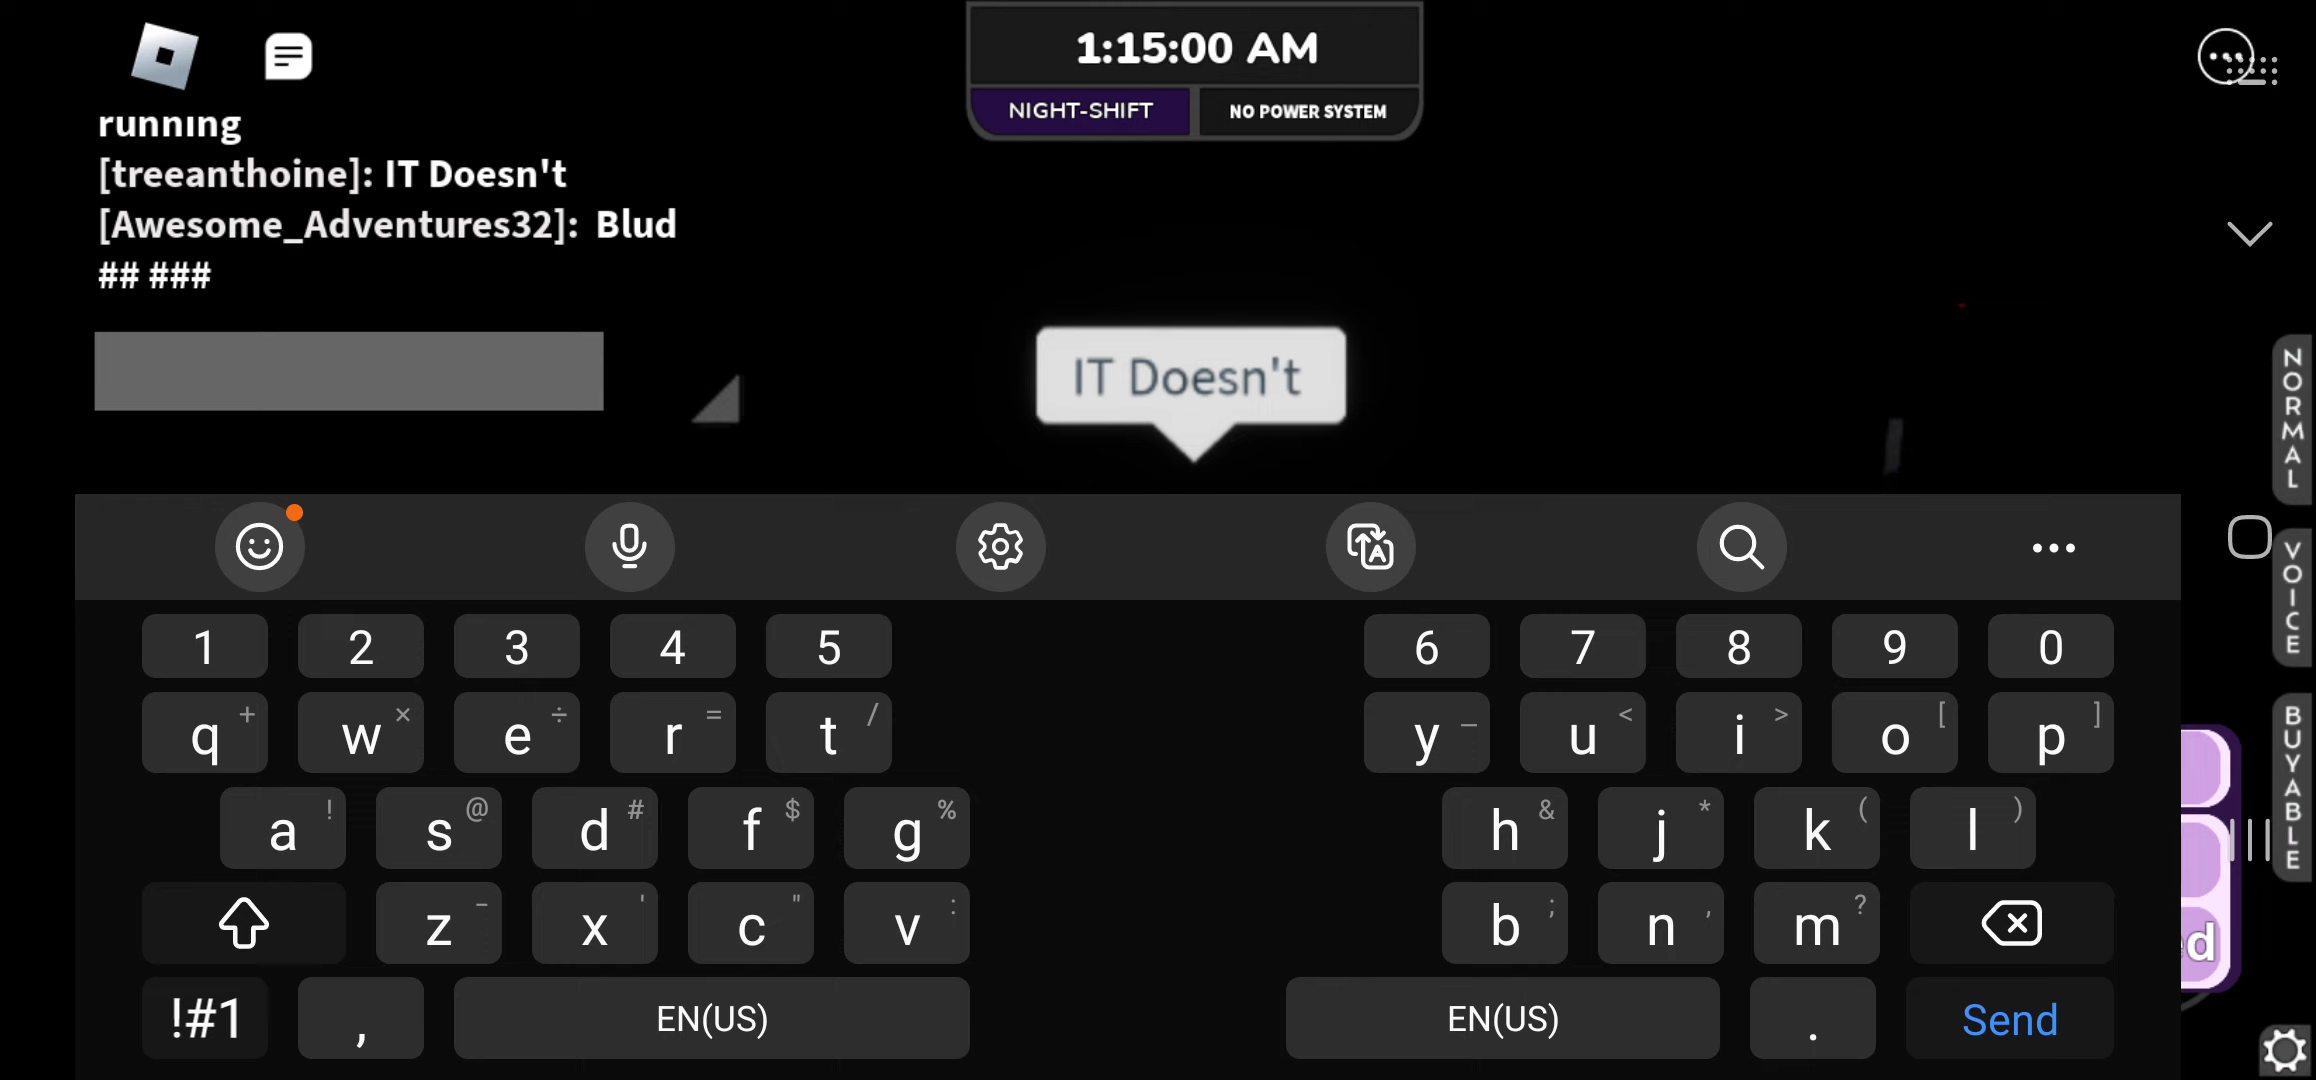 1:15:00 AM
NIGHT-SHIFT NO POWER SYSTEM
running
[treeanthoine]: IT Doesn't
[Awesome_Adventures32]: Blud
## ###
IT Doesn't
NORMAL
VOICE
BUYABLE
1 2 3 4 5 6 7 8 9 0
q + w × e ÷ r = t / y _ u < i > o [ p ]
a ! s @ d # f $ g % h & j * k ( l )
z - x ' c " v : b ; n , m ?
ed
!#1 , EN(US) EN(US) . Send